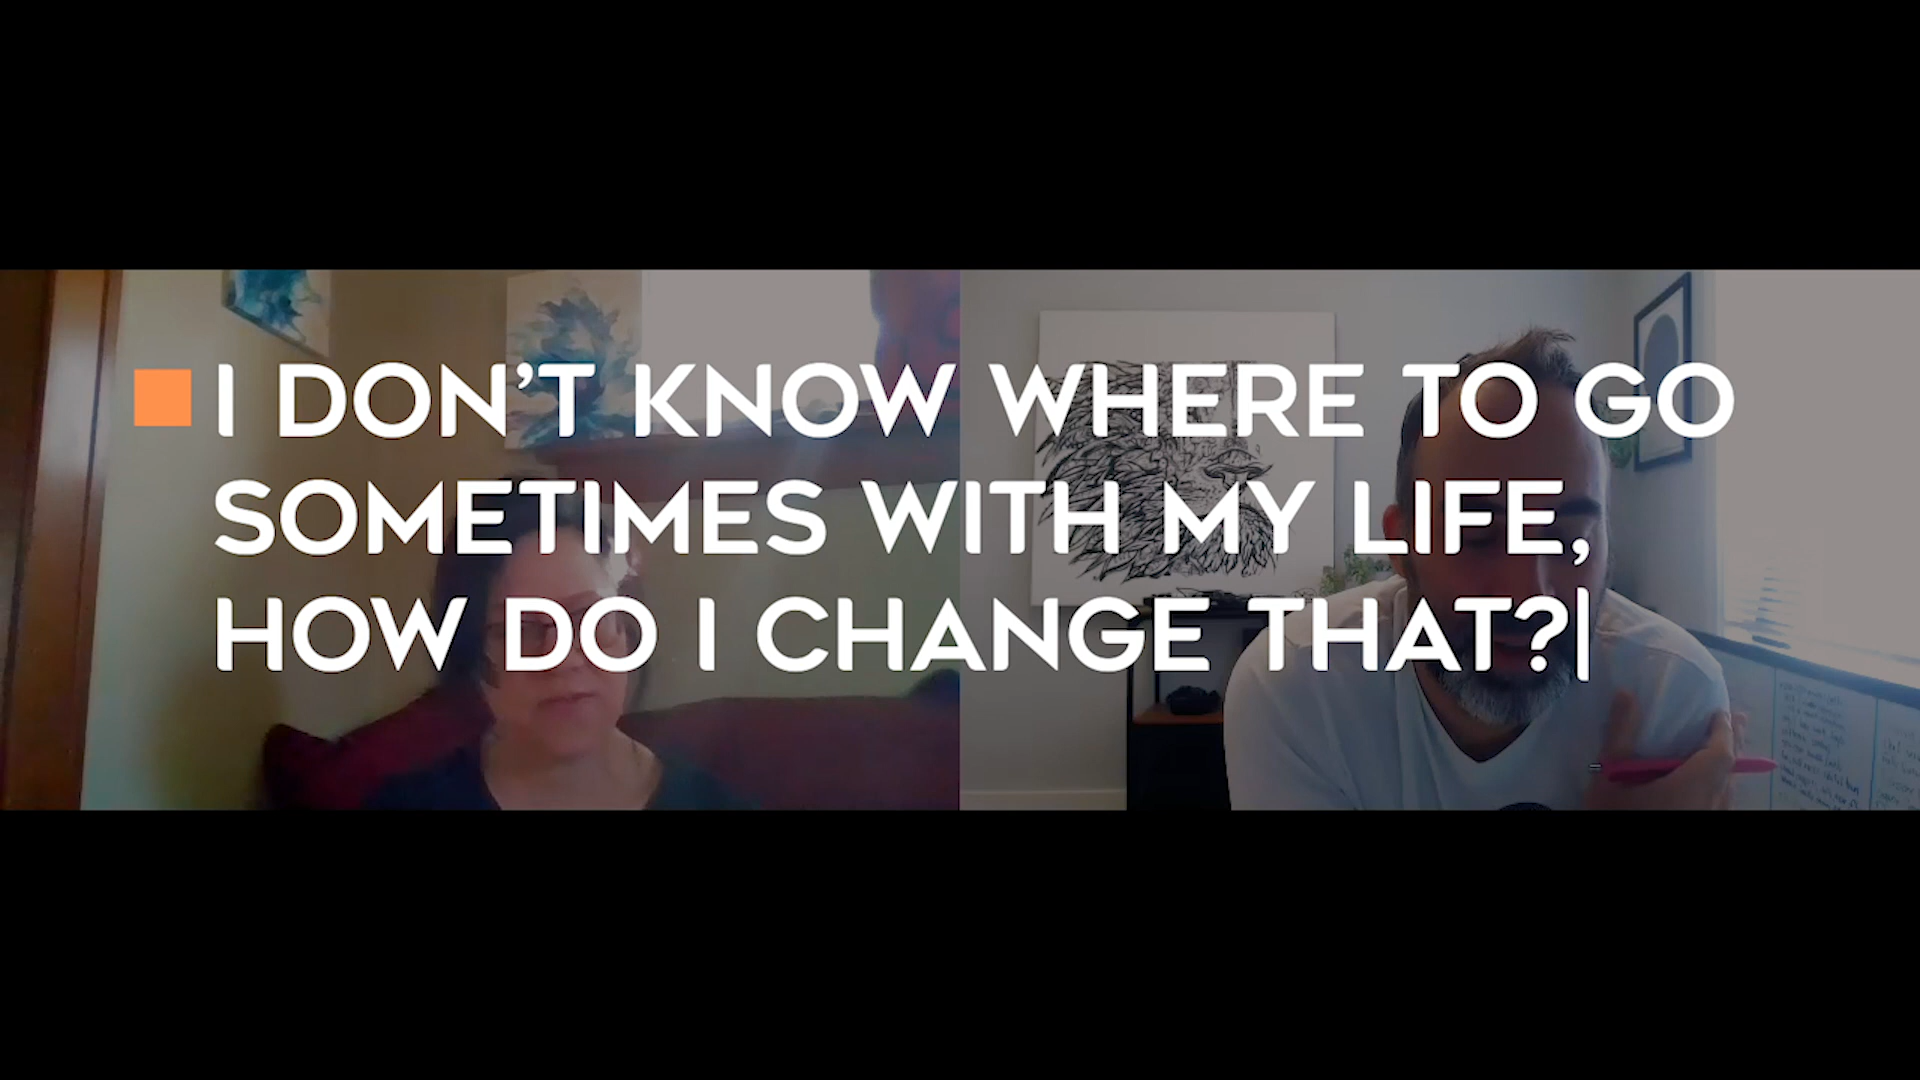 I DON'T KNOW WHERE TO GO
SOMETIMES WITH MY LIFE,
HOW DO I CHANGE THAT?